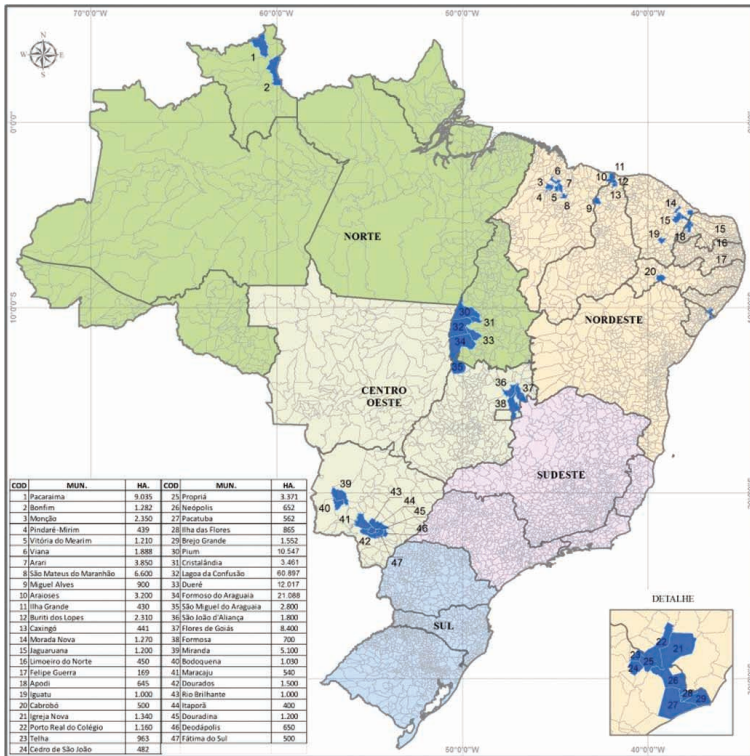 70°0'0"W 60°0'0"W 50°0'0"W 40°0'0"W
N
W E
S
1
2
0°0'0"
0°0'0"
11
6 10
3 7 12
4 5 8 9 13
14
15 15
19 18 16
17
20
NORTE
10°0'0"S
10°0'0"S
30
31
32
33
34
35
NORDESTE
36 37
38
CENTRO
OESTE
SUDESTE
39 43
44
40
45
41
46
42
47
SUL
COD MUN. HA. COD MUN. HA.
1 Pacaraima 9.035 25 Propriá 3.371
2 Bonfim 1.282 26 Neópolis 652
3 Monção 2.350 27 Pacatuba 562
4 Pindaré-Mirim 439 28 Ilha das Flores 865
5 Vitória do Mearim 1.210 29 Brejo Grande 1.552
6 Viana 1.888 30 Pium 10.547
7 Arari 3.850 31 Cristalândia 3.461
8 São Mateus do Maranhão 6.600 32 Lagoa da Confusão 60.897
9 Miguel Alves 900 33 Dueré 12.017
10 Araioses 3.200 34 Formoso do Araguaia 21.088
11 Ilha Grande 430 35 São Miguel do Araguaia 2.800
12 Buriti dos Lopes 2.310 36 São João d'Aliança 1.800
13 Caxingó 441 37 Flores de Goiás 8.400
14 Morada Nova 1.270 38 Formosa 700
15 Jaguaruana 1.200 39 Miranda 5.100
16 Limoeiro do Norte 450 40 Bodoquena 1.030
17 Felipe Guerra 169 41 Maracaju 540
18 Apodi 645 42 Dourados 1.500
19 Iguatu 1.000 43 Rio Brilhante 1.000
20 Cabrobó 500 44 Itaporã 400
21 Igreja Nova 1.340 45 Douradina 1.200
22 Porto Real do Colégio 1.160 46 Deodápolis 650
23 Telha 963 47 Fátima do Sul 500
24 Cedro de São João 482
DETALHE
22
21
23
25
24
26
28
29
27
50°0'0"W 40°0'0"W